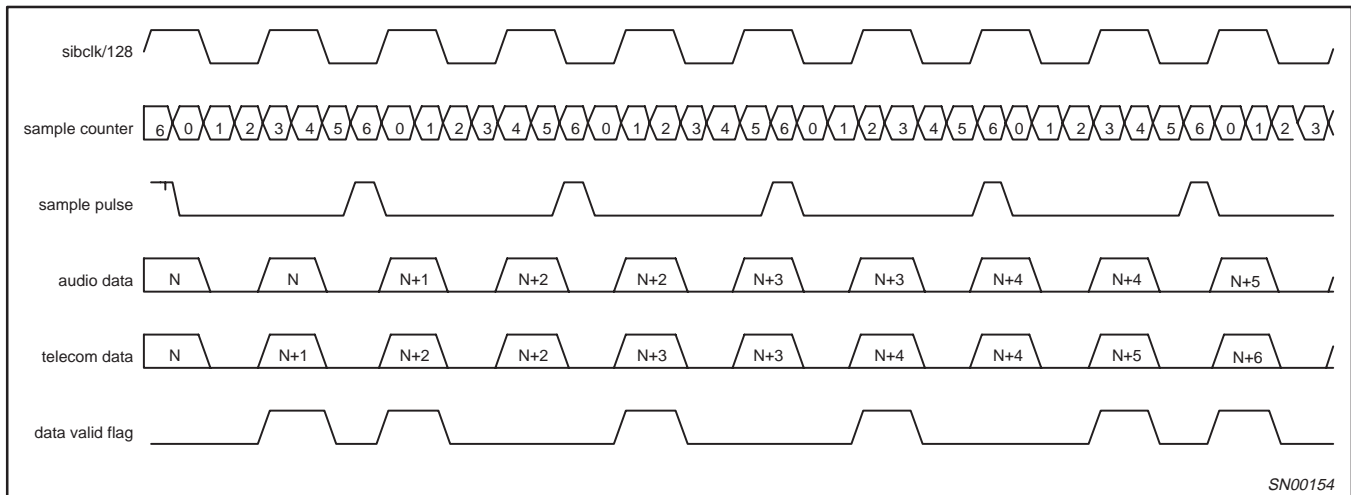 sibclk/128
sample counter 6 0 1 2 3 4 5 6 0 1 2 3 4 5 6 0 1 2 3 4 5 6 0 1 2 3 4 5 6 0 1 2 3 4 5 6 0 1 2 3
sample pulse
audio data N N N+1 N+2 N+2 N+3 N+3 N+4 N+4 N+5
telecom data N N+1 N+2 N+2 N+3 N+3 N+4 N+4 N+5 N+6
data valid flag
SN00154